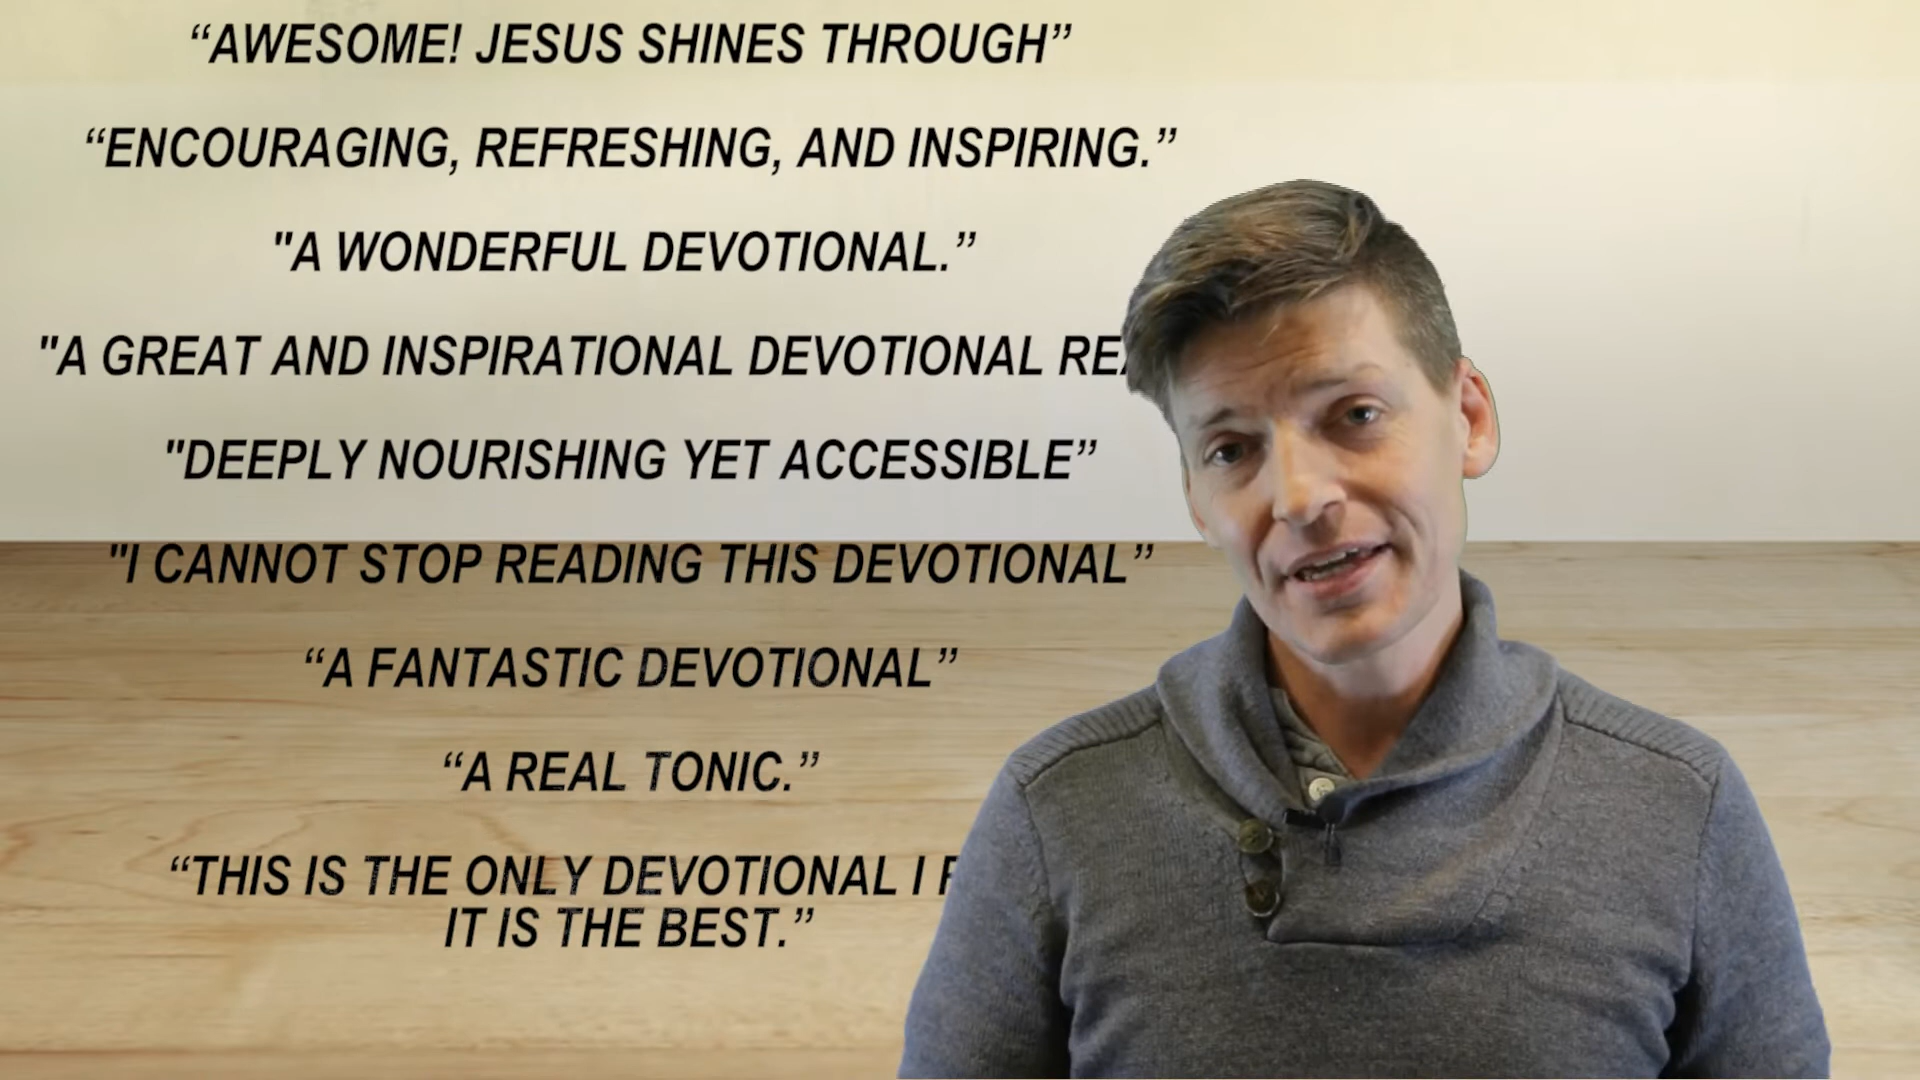 “AWESOME! JESUS SHINES THROUGH”
“ENCOURAGING, REFRESHING, AND INSPIRING.”
"A WONDERFUL DEVOTIONAL.”
"A GREAT AND INSPIRATIONAL DEVOTIONAL
"DEEPLY NOURISHING YET ACCESSIBLE”
"I CANNOT STOP READING THIS DEVOTIONAL”
“A FANTASTIC DEVOTIONAL”
“A REAL TONIC.”
“THIS IS THE ONLY DEVOTIONAL I
IT IS THE BEST.”